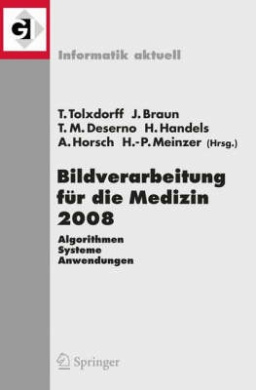 GI
Informatik aktuell
T. Tolxdorff J. Braun
T. M. Deserno H. Handels
A. Horsch H.-P. Meinzer (Hrsg.)
Bildverarbeitung
für die Medizin
2008
Algorithmen
Systeme
Anwendungen
Springer